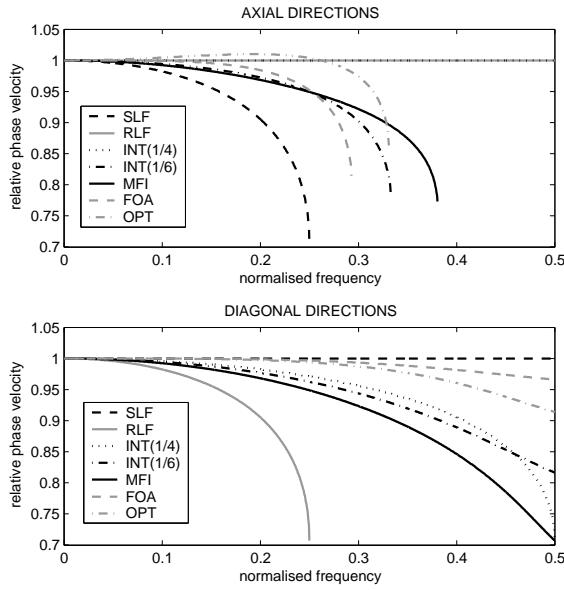 AXIAL DIRECTIONS
1.05
1
0.95
0.9
0.85
0.8
0.75
0.7
relative phase velocity
SLF
RLF
INT(1/4)
INT(1/6)
MFI
FOA
OPT
0 0.1 0.2 0.3 0.4 0.5
normalised frequency
DIAGONAL DIRECTIONS
1.05
1
0.95
0.9
0.85
0.8
0.75
0.7
relative phase velocity
SLF
RLF
INT(1/4)
INT(1/6)
MFI
FOA
OPT
0 0.1 0.2 0.3 0.4 0.5
normalised frequency